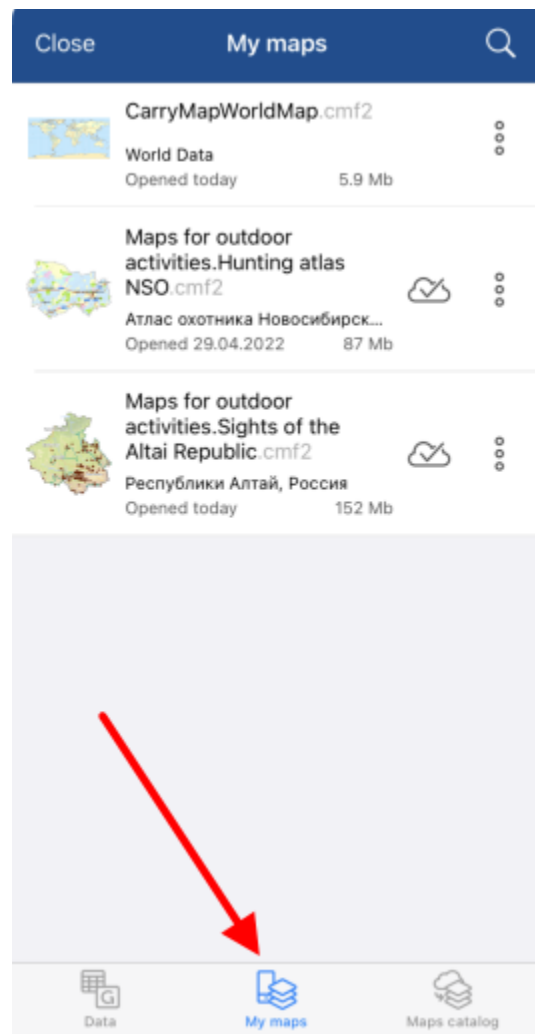 Close My maps
CarryMapWorldMap.cmf2
World Data
Opened today 5.9 Mb
Maps for outdoor
activities.Hunting atlas
NSO.cmf2
Атлас охотника Новосибирск...
Opened 29.04.2022 87 Mb
Maps for outdoor
activities.Sights of the
Altai Republic.cmf2
Республики Алтай, Россия
Opened today 152 Mb
G
Data My maps Maps catalog